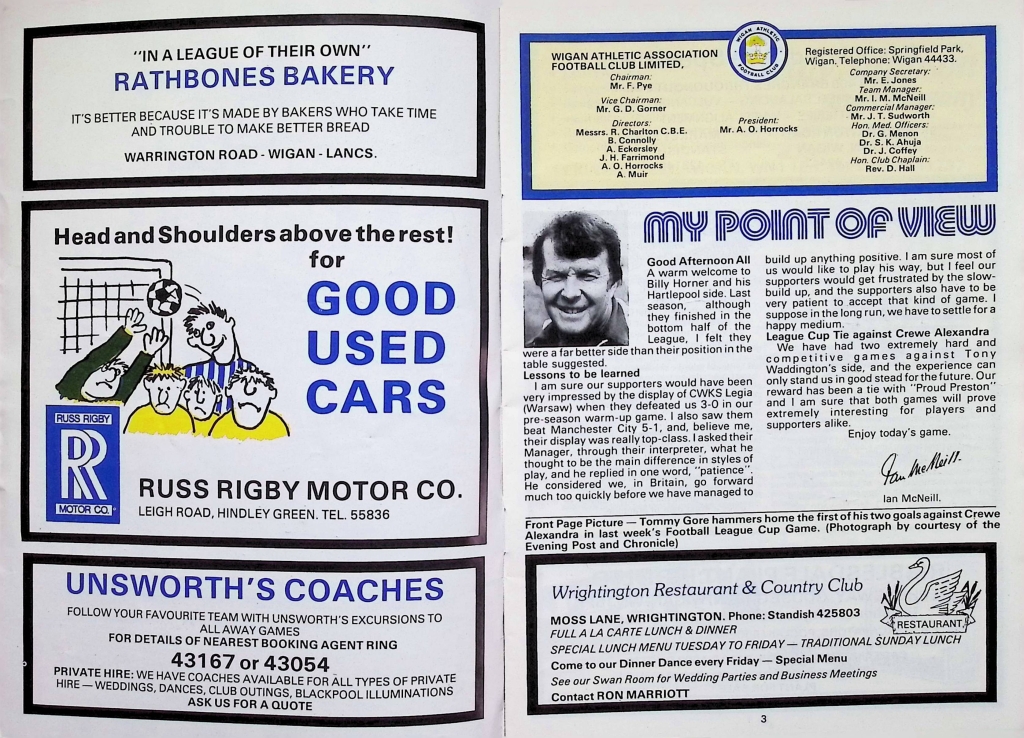 "IN A LEAGUE OF THEIR OWN"
RATHBONES BAKERY
IT'S BETTER BECAUSE IT'S MADE BY BAKERS WHO TAKE TIME
AND TROUBLE TO MAKE BETTER BREAD
WARRINGTON ROAD - WIGAN - LANCS.
Head and Shoulders above the rest!
for
GOOD
USED
CARS
RUSS RIGBY
RR
MOTOR CO.
RUSS RIGBY MOTOR CO.
LEIGH ROAD, HINDLEY GREEN. TEL. 55836
UNSWORTH'S COACHES
FOLLOW YOUR FAVOURITE TEAM WITH UNSWORTH'S EXCURSIONS TO
ALL AWAY GAMES
FOR DETAILS OF NEAREST BOOKING AGENT RING
43167 or 43054
PRIVATE HIRE: WE HAVE COACHES AVAILABLE FOR ALL TYPES OF PRIVATE
HIRE — WEDDINGS, DANCES, CLUB OUTINGS, BLACKPOOL ILLUMINATIONS
ASK US FOR A QUOTE
WIGAN ATHLETIC ASSOCIATION
FOOTBALL CLUB LIMITED,
Chairman:
Mr. F. Pye
Vice Chairman:
Mr. G. D. Gorner
Directors:
Messrs. R. Charlton C.B.E.
B. Connolly
A. Eckersley
J. H. Farrimond
A. O. Horrocks
A. Muir
WIGAN ATHLETIC
FOOTBALL CLUB
President:
Mr. A. O. Horrocks
Registered Office: Springfield Park,
Wigan. Telephone: Wigan 44433.
Company Secretary:
Mr. E. Jones
Team Manager:
Mr. I. M. McNeill
Commercial Manager:
Mr. J. T. Sudworth
Hon. Med. Officers:
Dr. G. Menon
Dr. S. K. Ahuja
Dr. J. Coffey
Hon. Club Chaplain:
Rev. D. Hall
MY POINT OF VIEW
Good Afternoon All
A warm welcome to
Billy Horner and his
Hartlepool side. Last
season, although
they finished in the
bottom half of the
League, I felt they
were a far better side than their position in the
table suggested.
Lessons to be learned
I am sure our supporters would have been
very impressed by the display of CWKS Legia
(Warsaw) when they defeated us 3-0 in our
pre-season warm-up game. I also saw them
beat Manchester City 5-1, and, believe me,
their display was really top-class. I asked their
Manager, through their interpreter, what he
thought to be the main difference in styles of
play, and he replied in one word, "patience".
He considered we, in Britain, go forward
much too quickly before we have managed to
build up anything positive. I am sure most of
us would like to play his way, but I feel our
supporters would get frustrated by the slow-
build up, and the supporters also have to be
very patient to accept that kind of game. I
suppose in the long run, we have to settle for a
happy medium.
League Cup Tie against Crewe Alexandra
We have had two extremely hard and
competitive games against Tony
Waddington's side, and the experience can
only stand us in good stead for the future. Our
reward has been a tie with "Proud Preston"
and I am sure that both games will prove
extremely interesting for players and
supporters alike.
Enjoy today's game.
Ian McNeill.
Ian McNeill.
Front Page Picture — Tommy Gore hammers home the first of his two goals against Crewe
Alexandra in last week's Football League Cup Game. (Photograph by courtesy of the
Evening Post and Chronicle)
Wrightington Restaurant & Country Club
MOSS LANE, WRIGHTINGTON. Phone: Standish 425803
FULL A LA CARTE LUNCH & DINNER
SPECIAL LUNCH MENU TUESDAY TO FRIDAY — TRADITIONAL SUNDAY LUNCH
Come to our Dinner Dance every Friday — Special Menu
See our Swan Room for Wedding Parties and Business Meetings
Contact RON MARRIOTT
RESTAURANT
3